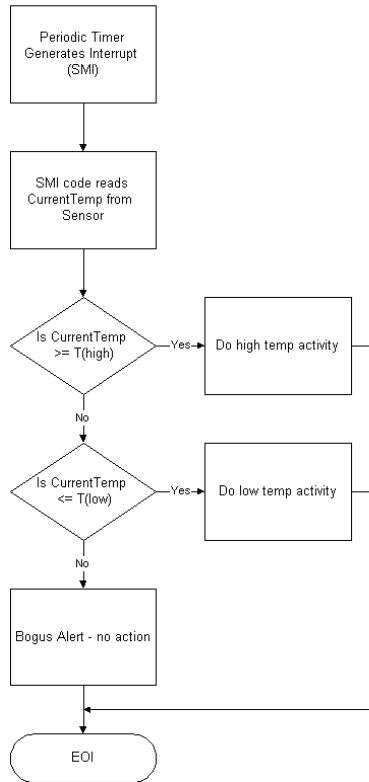 Periodic Timer
Generates Interrupt
(SMI)
SMI code reads
CurrentTemp from
Sensor
Is CurrentTemp
>= T(high)
Yes
Do high temp activity
No
Is CurrentTemp
<= T(low)
Yes
Do low temp activity
No
Bogus Alert - no action
EOI